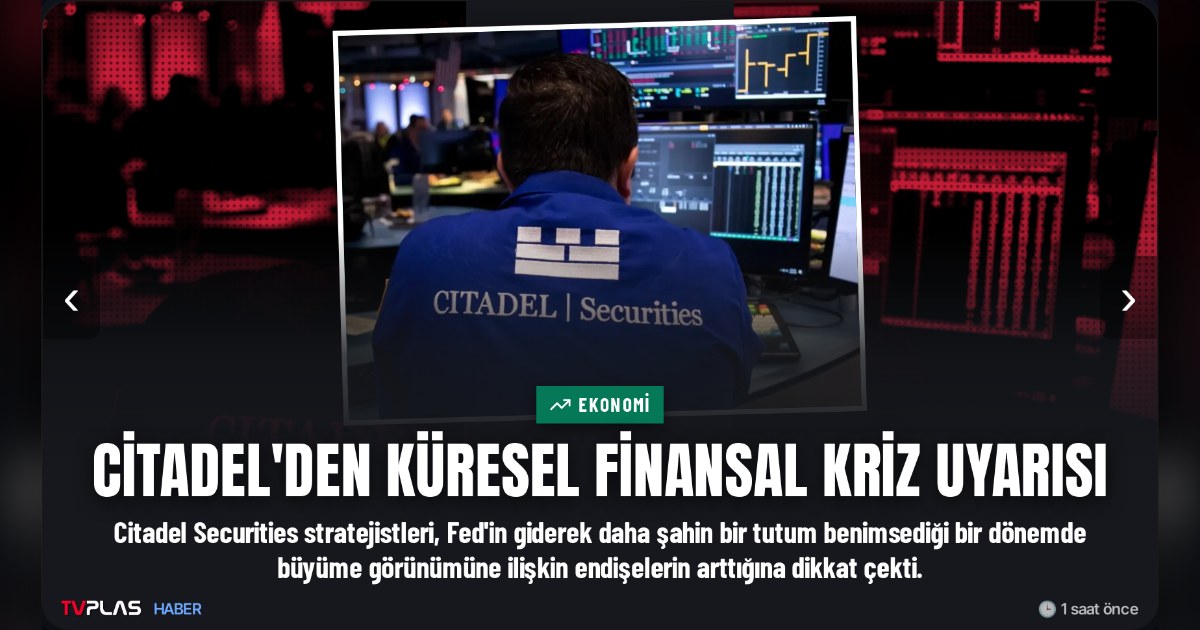 CITADEL | Securities
EKONOMİ
CİTADEL'DEN KÜRESEL FİNANSAL KRİZ UYARISI
Citadel Securities stratejistleri, Fed'in giderek daha şahin bir tutum benimsediği bir dönemde
büyüme görünümüne ilişkin endişelerin arttığına dikkat çekti.
TVPLAS HABER
1 saat önce